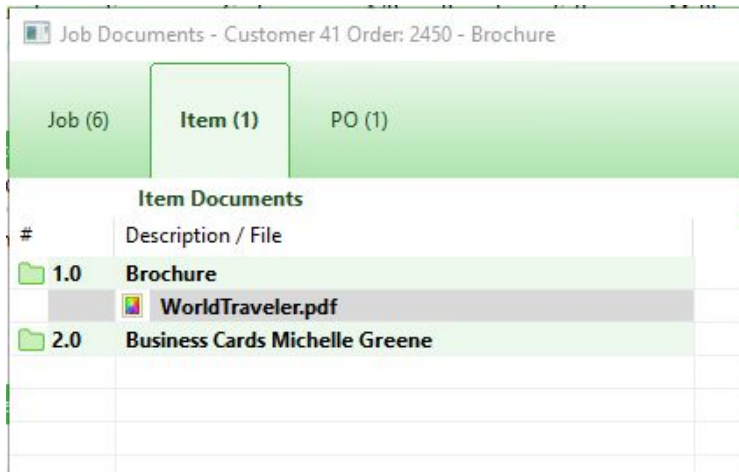 Job Documents - Customer 41 Order: 2450 - Brochure
Job (6) Item (1) PO (1)
Item Documents
# Description / File
1.0 Brochure
WorldTraveler.pdf
2.0 Business Cards Michelle Greene